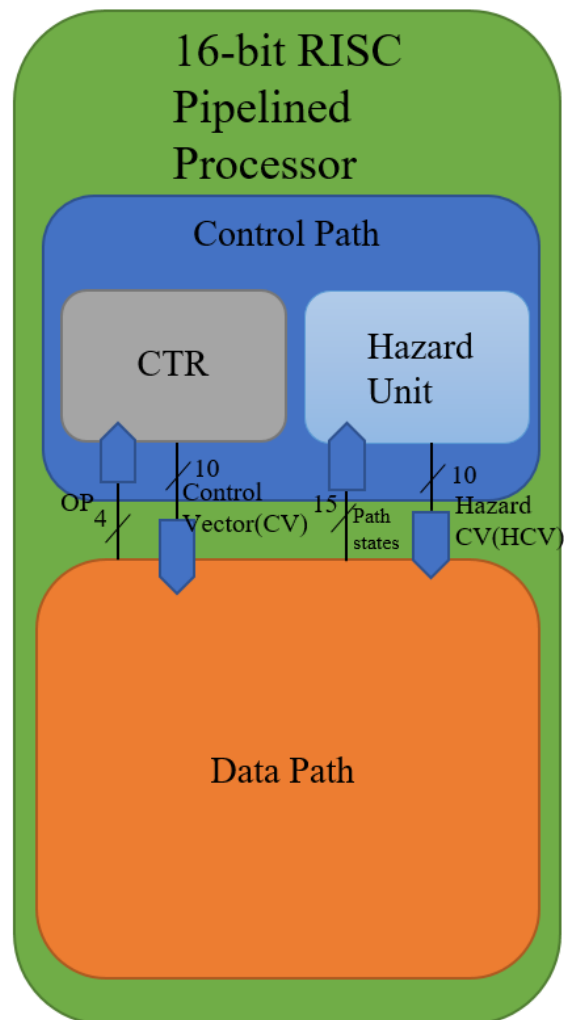 16-bit RISC
Pipelined
Processor
Control Path
CTR
Hazard
Unit
OP
4
10
Control
Vector(CV)
15
Path
states
10
Hazard
CV(HCV)
Data Path